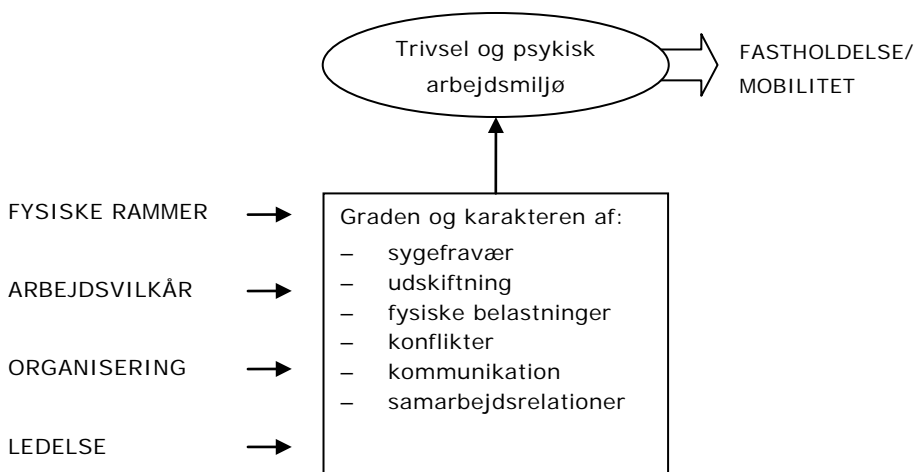 Trivsel og psykisk
arbejdsmiljø
FASTHOLDELSE/
MOBILITET
FYSISKE RAMMER
ARBEJDSVILKÅR
ORGANISERING
LEDELSE
Graden og karakteren af:
– sygefravær
– udskiftning
– fysiske belastninger
– konflikter
– kommunikation
– samarbejdsrelationer